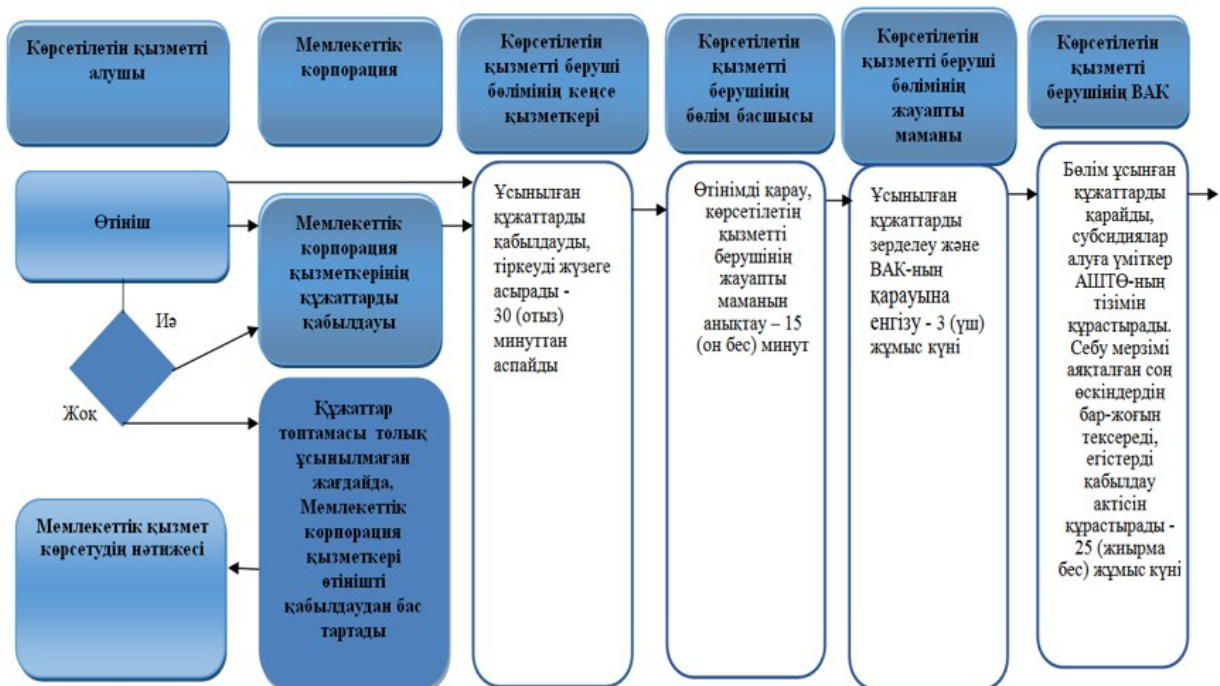 Көрсетілетін қызметті
алушы
Мемлекеттік
корпорация
Көрсетілетін
қызметті беруші
бөлімінің кеңсе
қызметкері
Көрсетілетін
қызметті
берушінің
бөлім басшысы
Көрсетілетін
қызметті беруші
бөлімінің
жауапты
маманы
Көрсетілетін
қызметті
берушінің ВАК
Өтініш
Мемлекеттік
корпорация
қызметкерінің
құжаттарды
қабылдауы
Ұсынылған
құжаттарды
қабылдауды,
тіркеуді жүзеге
асырады -
30 (отыз)
минуттан
аспайды
Өтінімді қарау,
көрсетілетің
қызметті
берушінің
жауапты
маманын
анықтау – 15
(он бес) минут
Ұсынылған
құжаттарды
зерделеу және
ВАК-ның
қарауына
енгізу - 3 (үш)
жұмыс күні
Бөлім ұсынған
құжаттарды
қарайды,
субсидиялар
алуға үміткер
АШТӨ-ның
тізімін
құрастырады.
Себу мерзімі
аяқталған соң
өскіндердің
бар-жоғын
тексереді,
егістерді
қабылдау
актісін
құрастырады -
25 (жиырма
бес) жұмыс күні
Иә
Жоқ
Құжаттар
топтамасы толық
ұсынылмаған
жағдайда,
Мемлекеттік
корпорация
қызметкері
өтінішті
қабылдаудан бас
тартады
Мемлекеттік қызмет
көрсетудің нәтижесі